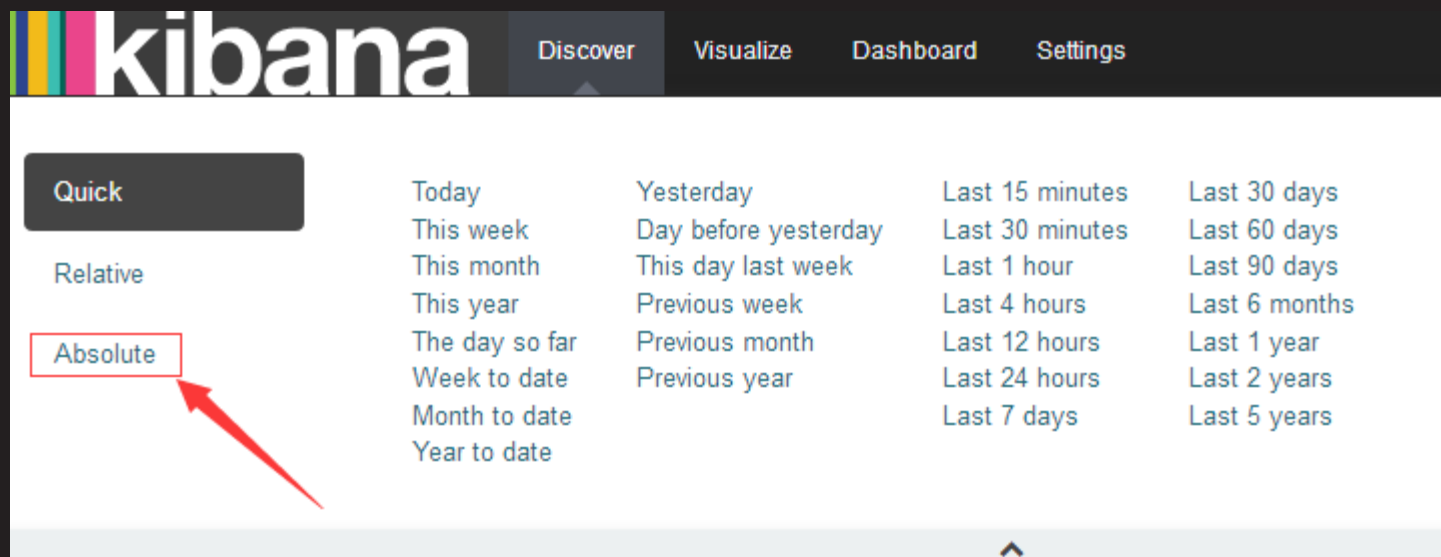 kibana Discover Visualize Dashboard Settings
Quick
Relative
Absolute
Today Yesterday Last 15 minutes Last 30 days
This week Day before yesterday Last 30 minutes Last 60 days
This month This day last week Last 1 hour Last 90 days
This year Previous week Last 4 hours Last 6 months
The day so far Previous month Last 12 hours Last 1 year
Week to date Previous year Last 24 hours Last 2 years
Month to date Last 7 days Last 5 years
Year to date